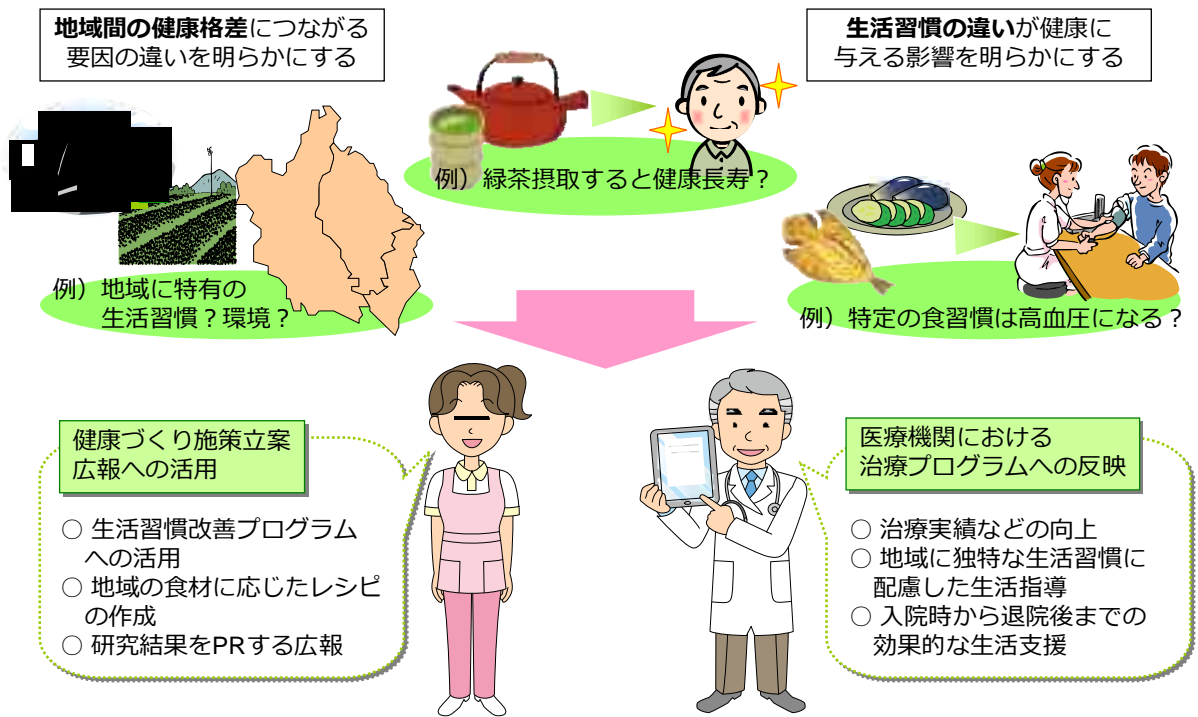 地域間の健康格差につながる
要因の違いを明らかにする
生活習慣の違いが健康に
与える影響を明らかにする
例）緑茶摂取すると健康長寿？
例）地域に特有の
生活習慣？環境？
例）特定の食習慣は高血圧になる？
健康づくり施策立案
広報への活用
○ 生活習慣改善プログラム
への活用
○ 地域の食材に応じたレシピ
の作成
○ 研究結果をPRする広報
医療機関における
治療プログラムへの反映
○ 治療実績などの向上
○ 地域に独特な生活習慣に
配慮した生活指導
○ 入院時から退院後までの
効果的な生活支援